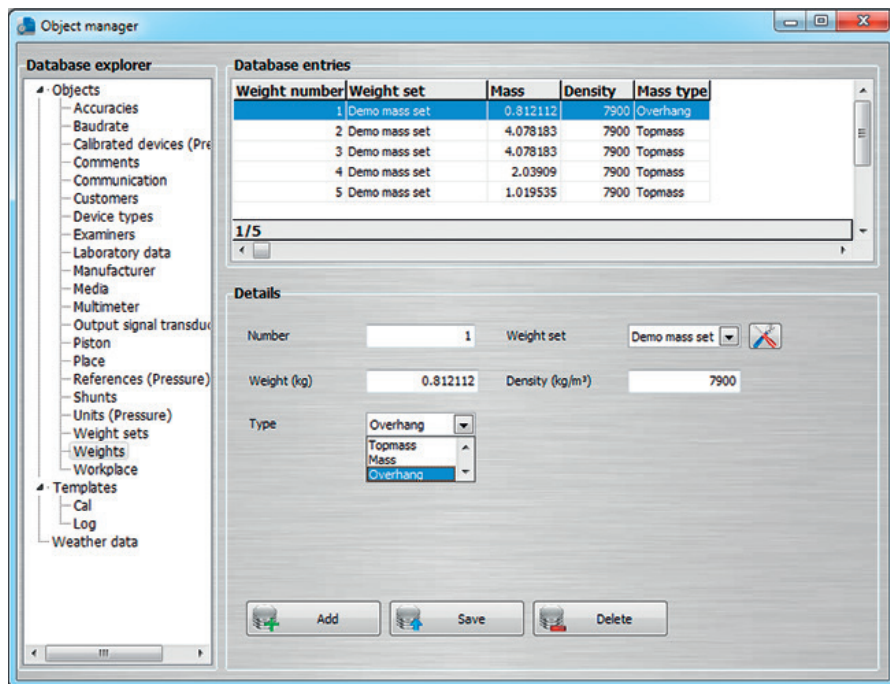 Object manager
Database explorer
Objects
Accuracies
Baudrate
Calibrated devices (Pre
Comments
Communication
Customers
Device types
Examiners
Laboratory data
Manufacturer
Media
Multimeter
Output signal transduc
Piston
Place
References (Pressure)
Shunts
Units (Pressure)
Weight sets
Weights
Workplace
Templates
Cal
Log
Weather data
Database entries
Weight number Weight set Mass Density Mass type
1 Demo mass set 0.812112 7900 Overhang
2 Demo mass set 4.078183 7900 Topmass
3 Demo mass set 4.078183 7900 Topmass
4 Demo mass set 2.03909 7900 Topmass
5 Demo mass set 1.019535 7900 Topmass
1/5
Details
Number 1 Weight set Demo mass set
Weight (kg) 0.812112 Density (kg/m³) 7900
Type Overhang
Topmass
Mass
Overhang
Add Save Delete